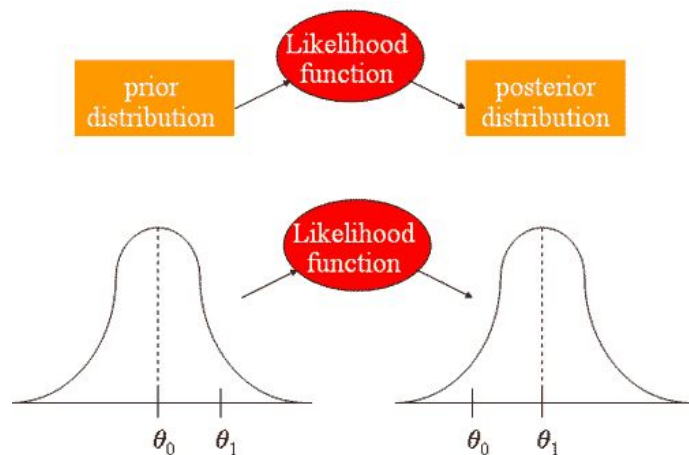 Likelihood
function
prior
distribution
posterior
distribution
Likelihood
function
θ₀ θ₁ θ₀ θ₁